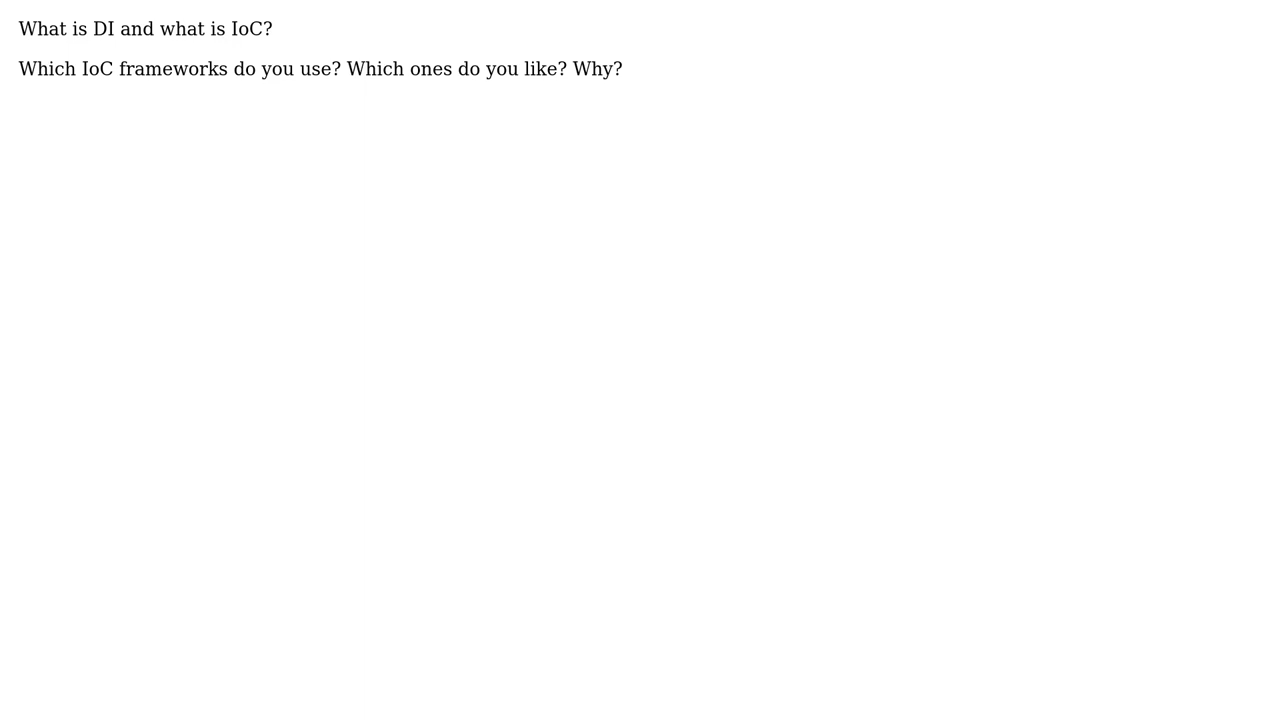 What is DI and what is IoC?
Which IoC frameworks do you use? Which ones do you like? Why?